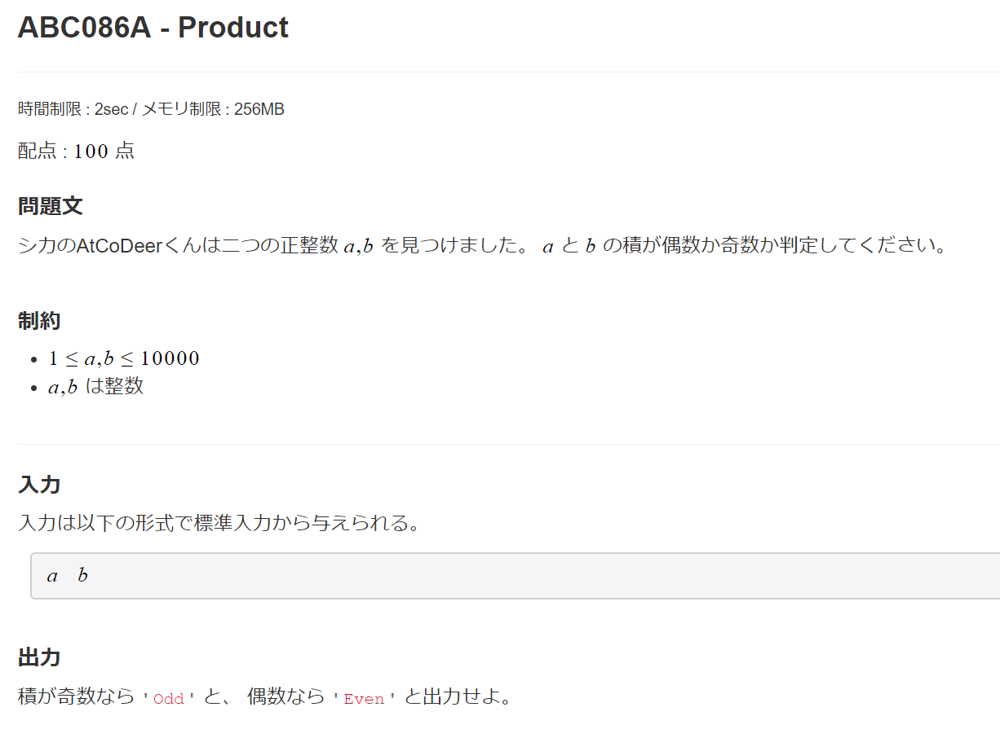 ABC086A - Product
時間制限 : 2sec / メモリ制限 : 256MB
配点 : 100 点
問題文
シカのAtCoDeerくんは二つの正整数 a,b を見つけました。 a と b の積が偶数か奇数か判定してください。
制約
• 1 ≤ a,b ≤ 10000
• a,b は整数
入力
入力は以下の形式で標準入力から与えられる。
a b
出力
積が奇数なら 'Odd' と、 偶数なら 'Even' と出力せよ。